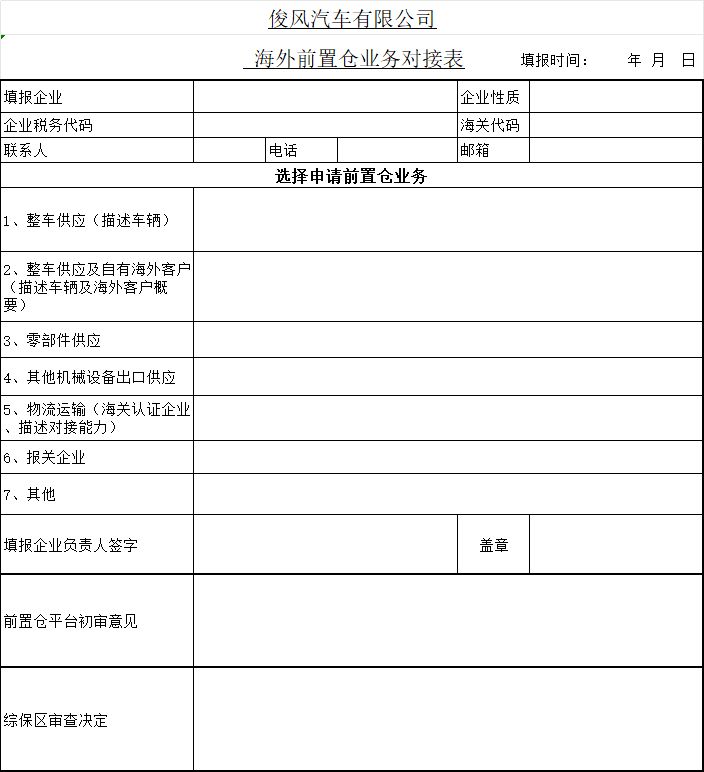 俊风汽车有限公司
海外前置仓业务对接表 填报时间： 年 月 日
填报企业 企业性质
企业税务代码 海关代码
联系人 电话 邮箱
选择申请前置仓业务
1、整车供应（描述车辆）
2、整车供应及自有海外客户
（描述车辆及海外客户概
要）
3、零部件供应
4、其他机械设备出口供应
5、物流运输（海关认证企业
、描述对接能力）
6、报关企业
7、其他
填报企业负责人签字 盖章
前置仓平台初审意见
综保区审查决定